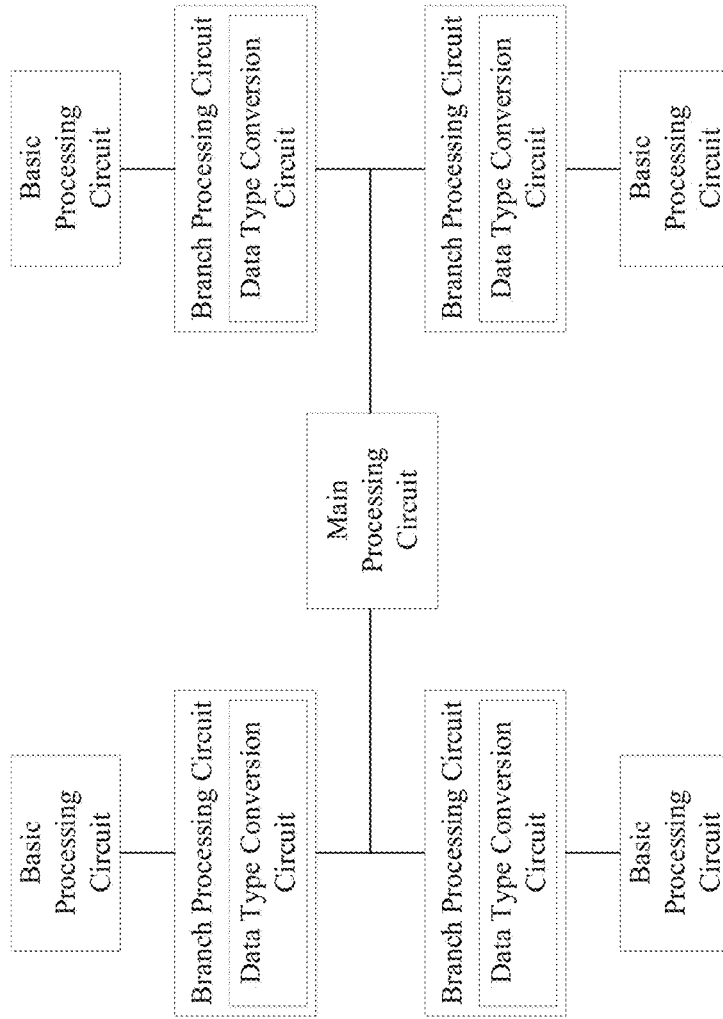 Basic
Processing
Circuit
Branch Processing Circuit
Data Type Conversion
Circuit
Branch Processing Circuit
Data Type Conversion
Circuit
Basic
Processing
Circuit
Main
Processing
Circuit
Basic
Processing
Circuit
Branch Processing Circuit
Data Type Conversion
Circuit
Branch Processing Circuit
Data Type Conversion
Circuit
Basic
Processing
Circuit